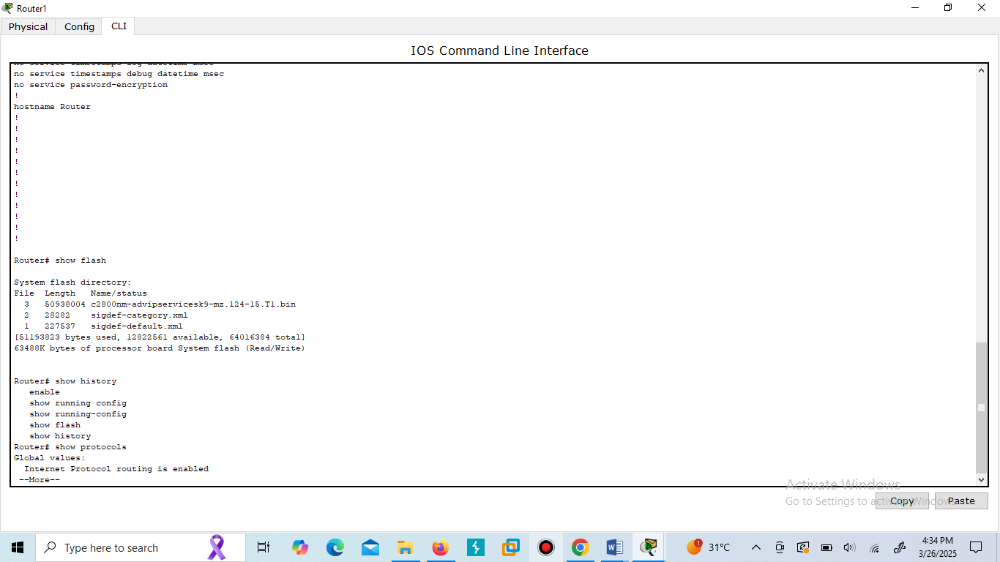 Router1
Physical Config CLI
IOS Command Line Interface
no service timestamps log datetime msec
no service timestamps debug datetime msec
no service password-encryption
!
hostname Router
!
!
!
!
!
!
!
!
!
!
!
!
Router# show flash
System flash directory:
File Length Name/status
3 50938004 c2800nm-advipservicesk9-mz.124-15.T1.bin
2 28282 sigdef-category.xml
1 227537 sigdef-default.xml
[51193823 bytes used, 12822561 available, 64016384 total]
63488K bytes of processor board System flash (Read/Write)
Router# show history
enable
show running config
show running-config
show flash
show history
Router# show protocols
Global values:
Internet Protocol routing is enabled
--More--
Activate Windows
Go to Settings to activate Windows.
Copy Paste
Type here to search
1 31°C
4:34 PM
3/26/2025